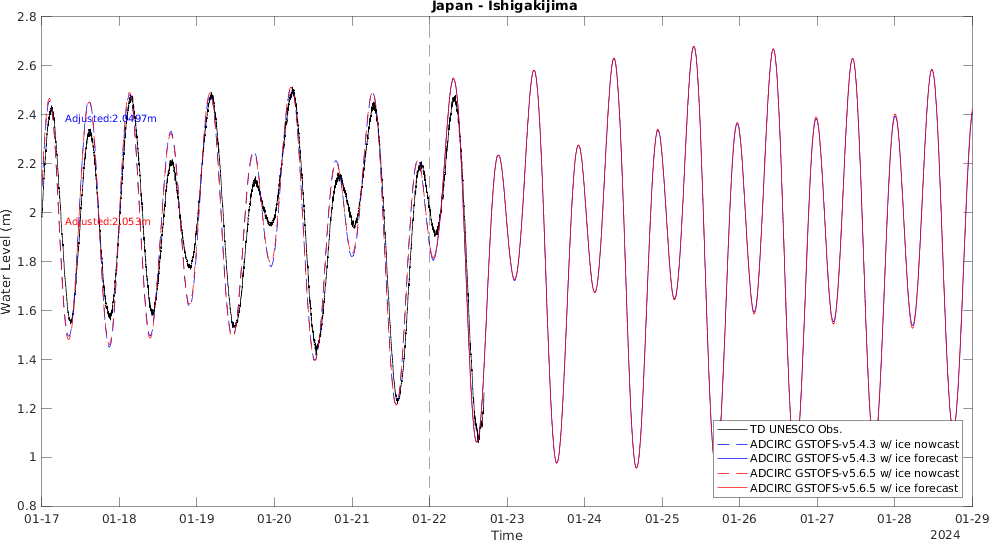 Japan - Ishigakijima
2.8
2.6
2.4
2.2
2
1.8
1.6
1.4
1.2
1
0.8
Water Level (m)
Adjusted:2.0497m
Adjusted:2.053m
TD UNESCO Obs.
ADCIRC GSTOFS-v5.4.3 w/ ice nowcast
ADCIRC GSTOFS-v5.4.3 w/ ice forecast
ADCIRC GSTOFS-v5.6.5 w/ ice nowcast
ADCIRC GSTOFS-v5.6.5 w/ ice forecast
01-17 01-18 01-19 01-20 01-21 01-22 01-23 01-24 01-25 01-26 01-27 01-28 01-29
Time
2024